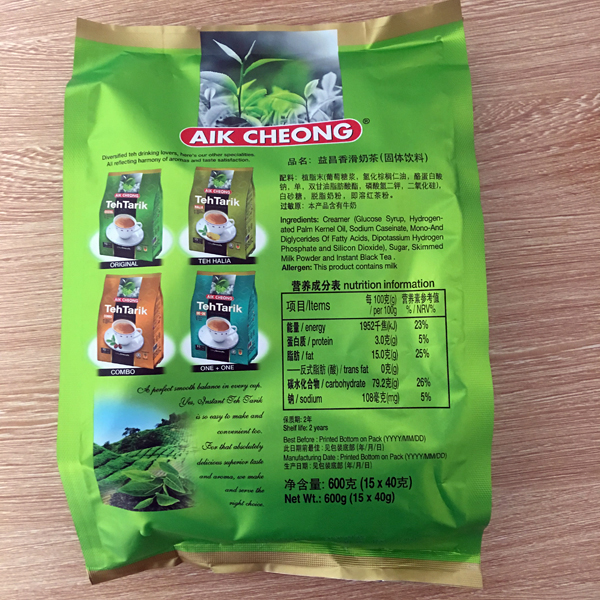 AIK CHEONG®
Diversified teh drinking lovers, here's our other specialities.
All reflecting harmony of aromas and taste satisfaction.
AIK CHEONG
TehTarik
ORIGINAL
AIK CHEONG
TehTarik
TEH HALIA
AIK CHEONG
TehTarik
COMBO
AIK CHEONG
TehTarik
ONE + ONE
A perfect smooth balance in every cup.
Yes, Instant Teh Tarik
is so easy to make and
convenient too.
For that absolutely
delicious superior taste
and aroma, we make
and serve the
right choice.
品名: 益昌香滑奶茶(固体饮料)
配料: 植脂末(葡萄糖浆, 氢化棕榈仁油, 酪蛋白酸
钠, 单, 双甘油脂肪酸酯, 磷酸氢二钾, 二氧化硅),
白砂糖, 脱脂奶粉, 即溶红茶粉。
过敏原: 本产品含有牛奶
Ingredients: Creamer (Glucose Syrup, Hydrogen-
ated Palm Kernel Oil, Sodium Caseinate, Mono-And
Diglycerides Of Fatty Acids, Dipotassium Hydrogen
Phosphate and Silicon Dioxide), Sugar, Skimmed
Milk Powder and Instant Black Tea .
Allergen: This product contains milk
营养成分表 nutrition information
项目/Items 每 100克(g) / per 100g 营养素参考值 % / NRV%
能量 / energy 1952千焦(kJ) 23%
蛋白质 / protein 3.0克(g) 5%
脂肪 / fat 15.0克(g) 25%
——反式脂肪 (酸) / trans fat 0克(g)
碳水化合物 / carbohydrate 79.2克(g) 26%
钠 / sodium 108毫克(mg) 5%
保质期: 2年
Shelf life: 2 years
Best Before : Printed Bottom on Pack (YYYY/MM/DD)
此日期前最佳 : 见包装底部 (年/月/日)
Manufacturing Date : Printed Bottom on Pack (YYYY/MM/DD)
生产日期 : 见包装底部 (年/月/日)
净含量: 600克 (15 x 40克)
Net Wt.: 600g (15 x 40g)